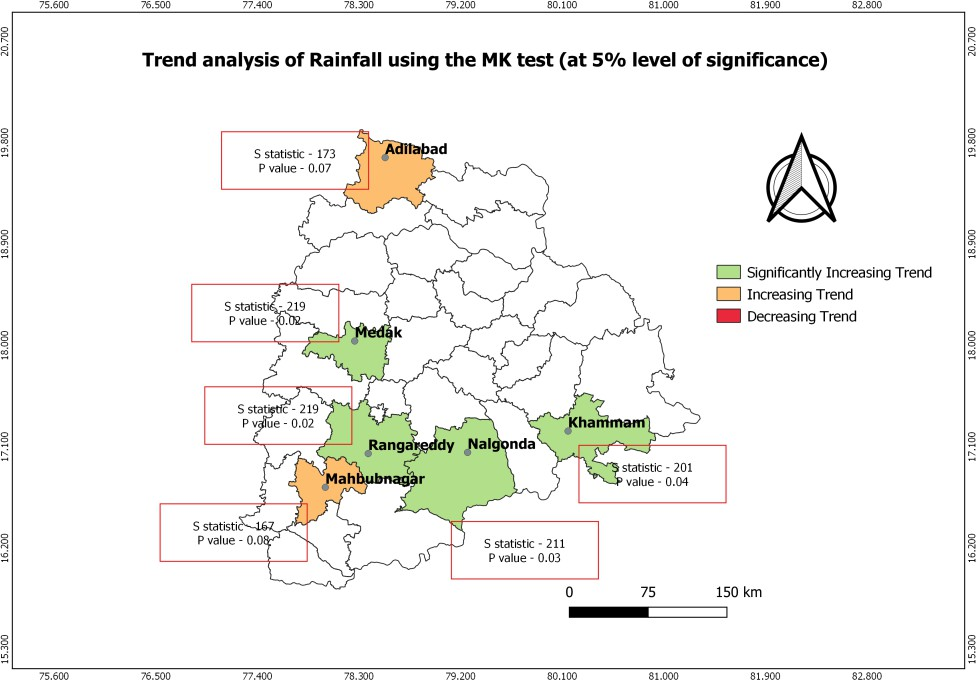 75.600 76.500 77.400 78.300 79.200 80.100 81.000 81.900 82.800
20.700
19.800
18.900
18.000
17.100
16.200
15.300
Trend analysis of Rainfall using the MK test (at 5% level of significance)
Adilabad
S statistic - 173
P value - 0.07
Significantly Increasing Trend
Increasing Trend
Decreasing Trend
S statistic - 219
P value - 0.02
Medak
S statistic - 219
P value - 0.02
Rangareddy
Nalgonda
Khammam
S statistic - 201
P value - 0.04
Mahbubnagar
S statistic - 167
P value - 0.08
S statistic - 211
P value - 0.03
0 75 150 km
20.700
19.800
18.900
18.000
17.100
16.200
15.300
75.600 76.500 77.400 78.300 79.200 80.100 81.000 81.900 82.800